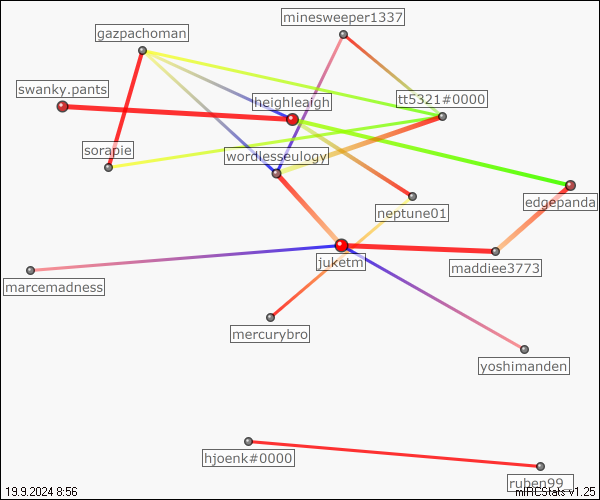 minesweeper1337
gazpachoman
swanky.pants
heighleaigh
tt5321#0000
sorapie
wordlesseulogy
edgepanda
neptune01
juketm
maddiee3773
marcemadness
mercurybro
yoshimanden
hjoenk#0000
ruben99_
19.9.2024 8:56
mIRCStats v1.25